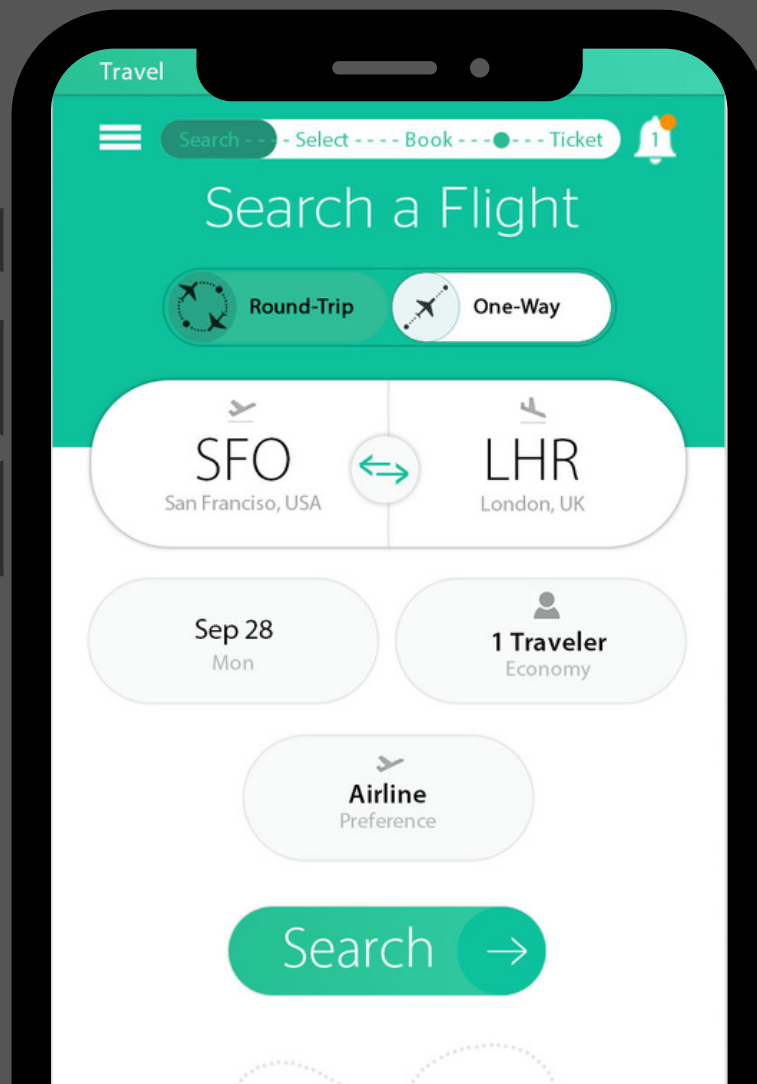 Travel
Search - - - - Select - - - - Book - - - - - - Ticket
1
Search a Flight
Round-Trip
One-Way
SFO
LHR
San Franciso, USA
London, UK
Sep 28
Mon
1 Traveler
Economy
Airline
Preference
Search